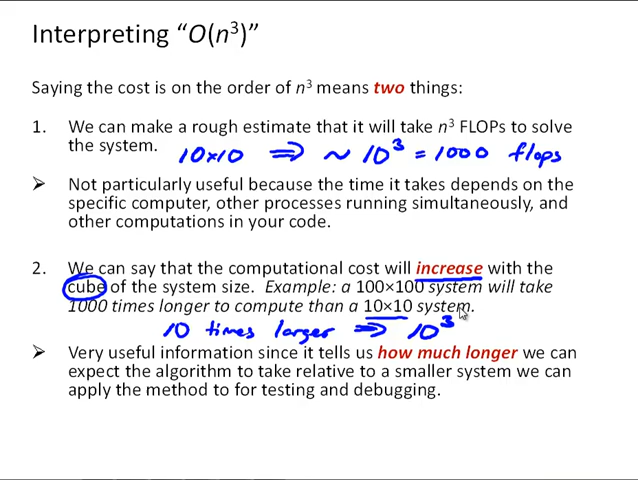 Interpreting “O(n³)”
Saying the cost is on the order of n³ means two things:
1. We can make a rough estimate that it will take n³ FLOPs to solve
the system.
10×10 ⟹ ~ 10³ = 1000 flops
➢ Not particularly useful because the time it takes depends on the
specific computer, other processes running simultaneously, and
other computations in your code.
2. We can say that the computational cost will increase with the
cube of the system size. Example: a 100×100 system will take
1000 times longer to compute than a 10×10 system.
10 times larger ⟹ 10³
➢ Very useful information since it tells us how much longer we can
expect the algorithm to take relative to a smaller system we can
apply the method to for testing and debugging.